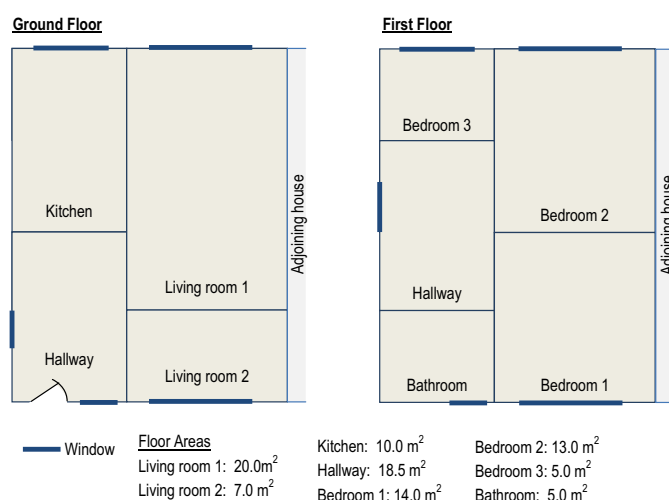 Ground Floor
First Floor
Kitchen
Living room 1
Hallway
Living room 2
Adjoining house
Bedroom 3
Bedroom 2
Hallway
Bathroom
Bedroom 1
Adjoining house
Window
Floor Areas
Living room 1: 20.0m²
Living room 2: 7.0 m²
Kitchen: 10.0 m²
Hallway: 18.5 m²
Bedroom 1: 14.0 m²
Bedroom 2: 13.0 m²
Bedroom 3: 5.0 m²
Bathroom: 5.0 m²